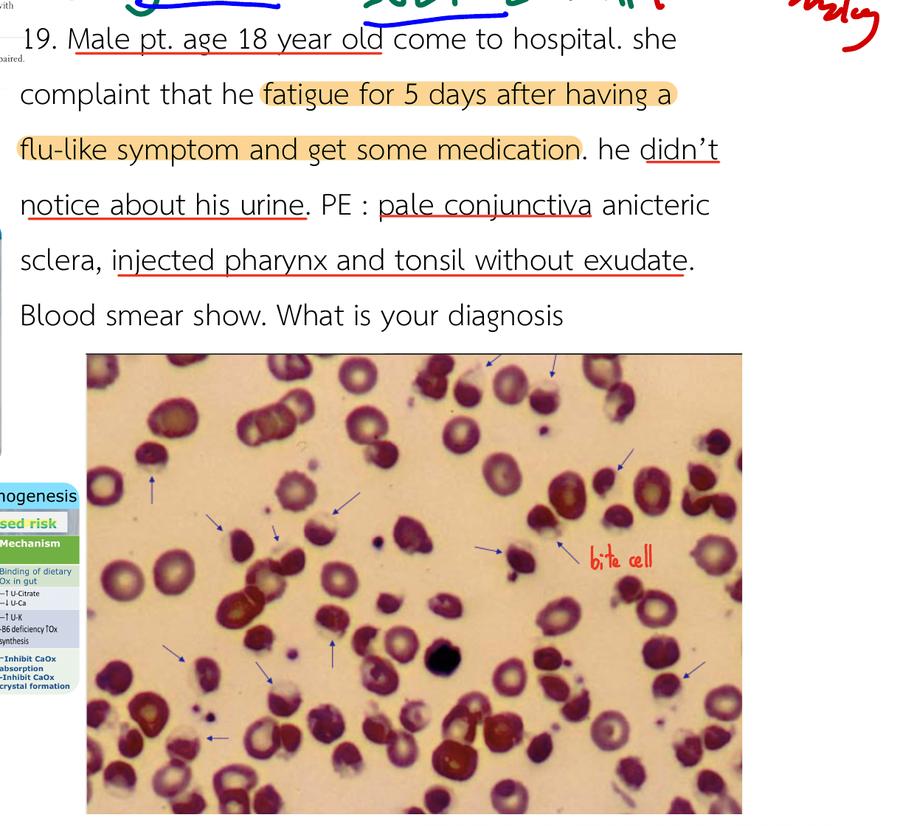 with
paired.
19. Male pt. age 18 year old come to hospital. she
complaint that he fatigue for 5 days after having a
flu-like symptom and get some medication. he didn't
notice about his urine. PE : pale conjunctiva anicteric
sclera, injected pharynx and tonsil without exudate.
Blood smear show. What is your diagnosis
bite cell
nogenesis
sed risk
Mechanism
Binding of dietary
Ox in gut
-↑ U-Citrate
-↓ U-Ca
-↑ U-K
-B6 deficiency ↑Ox
synthesis
-Inhibit CaOx
absorption
-Inhibit CaOx
crystal formation